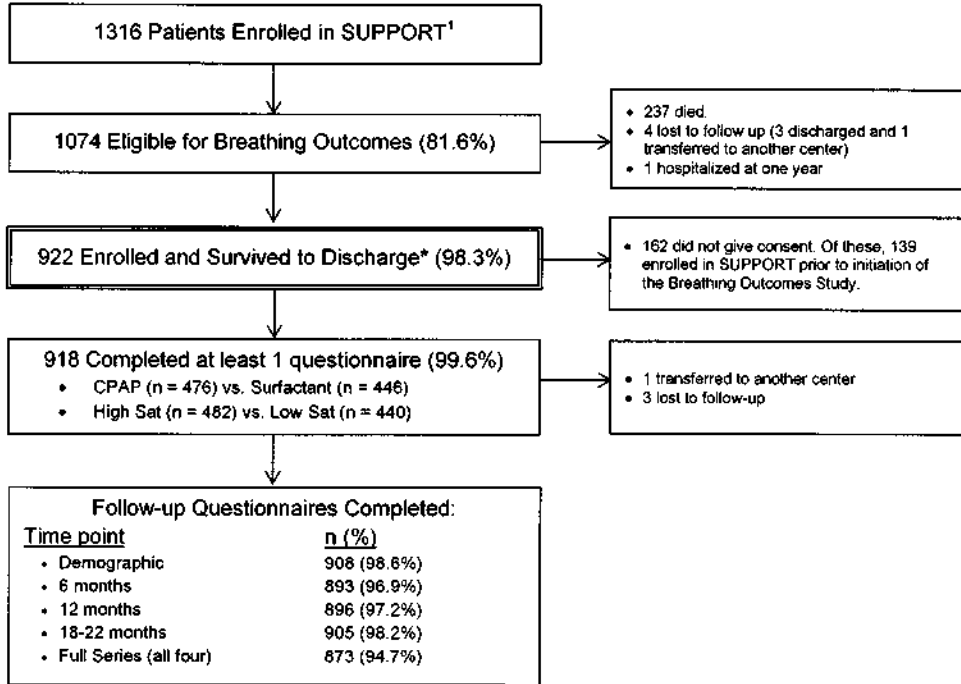 1316 Patients Enrolled in SUPPORT¹
1074 Eligible for Breathing Outcomes (81.6%)
• 237 died.
• 4 lost to follow up (3 discharged and 1
transferred to another center)
• 1 hospitalized at one year
922 Enrolled and Survived to Discharge* (98.3%)
• 162 did not give consent. Of these, 139
enrolled in SUPPORT prior to initiation of
the Breathing Outcomes Study.
918 Completed at least 1 questionnaire (99.6%)
• CPAP (n = 476) vs. Surfactant (n = 446)
• High Sat (n = 482) vs. Low Sat (n = 440)
• 1 transferred to another center
• 3 lost to follow-up
Follow-up Questionnaires Completed:
Time point n (%)
• Demographic 908 (98.6%)
• 6 months 893 (96.9%)
• 12 months 896 (97.2%)
• 18-22 months 905 (98.2%)
• Full Series (all four) 873 (94.7%)